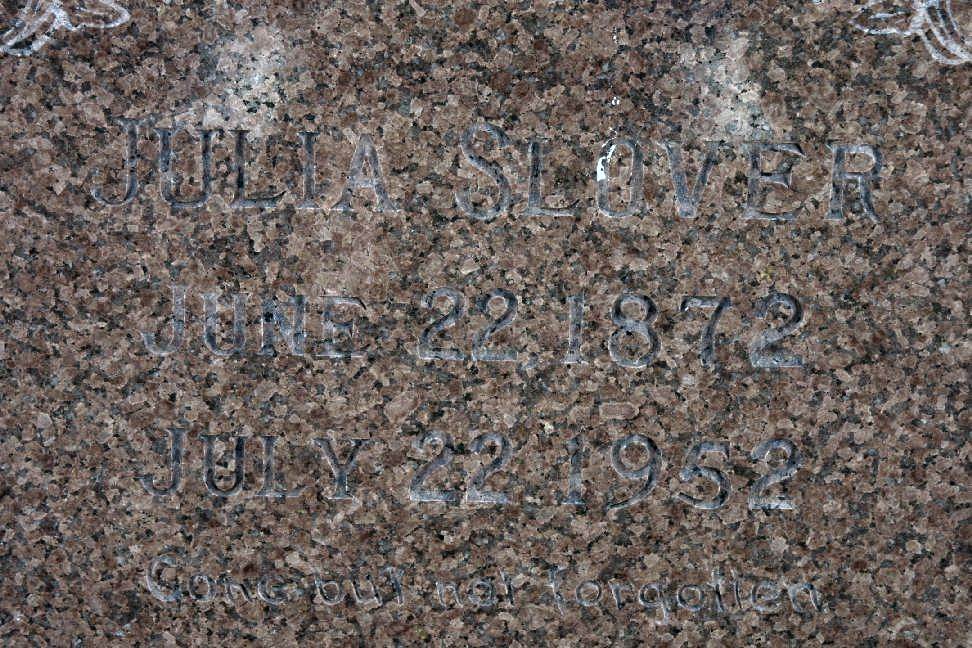 JULIA SLOVER
JUNE 22 1872
JULY 22 1952
Gone but not forgotten